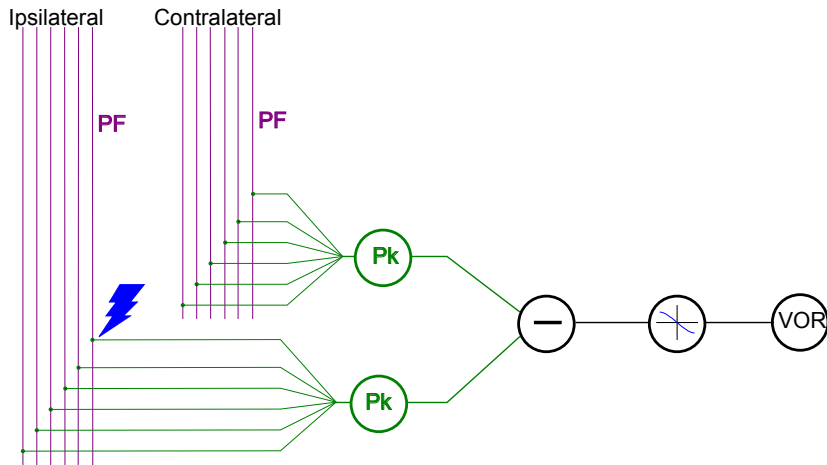 Ipsilateral
Contralateral
PF
PF
Pk
Pk
VOR